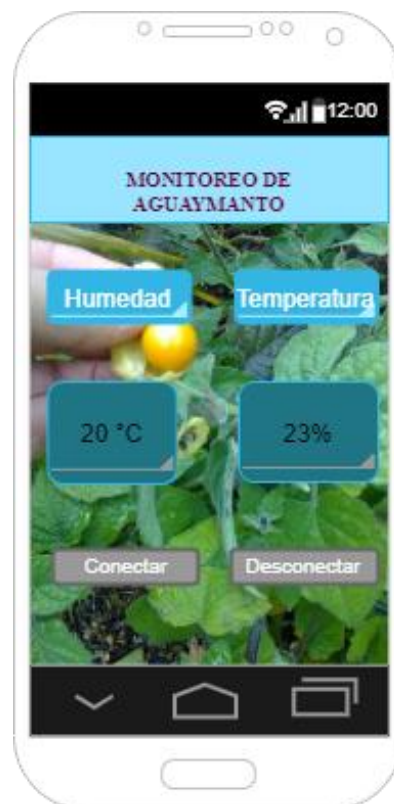 12:00
MONITOREO DE
AGUAYMANTO
Humedad
Temperatura
20 °C
23%
Conectar
Desconectar